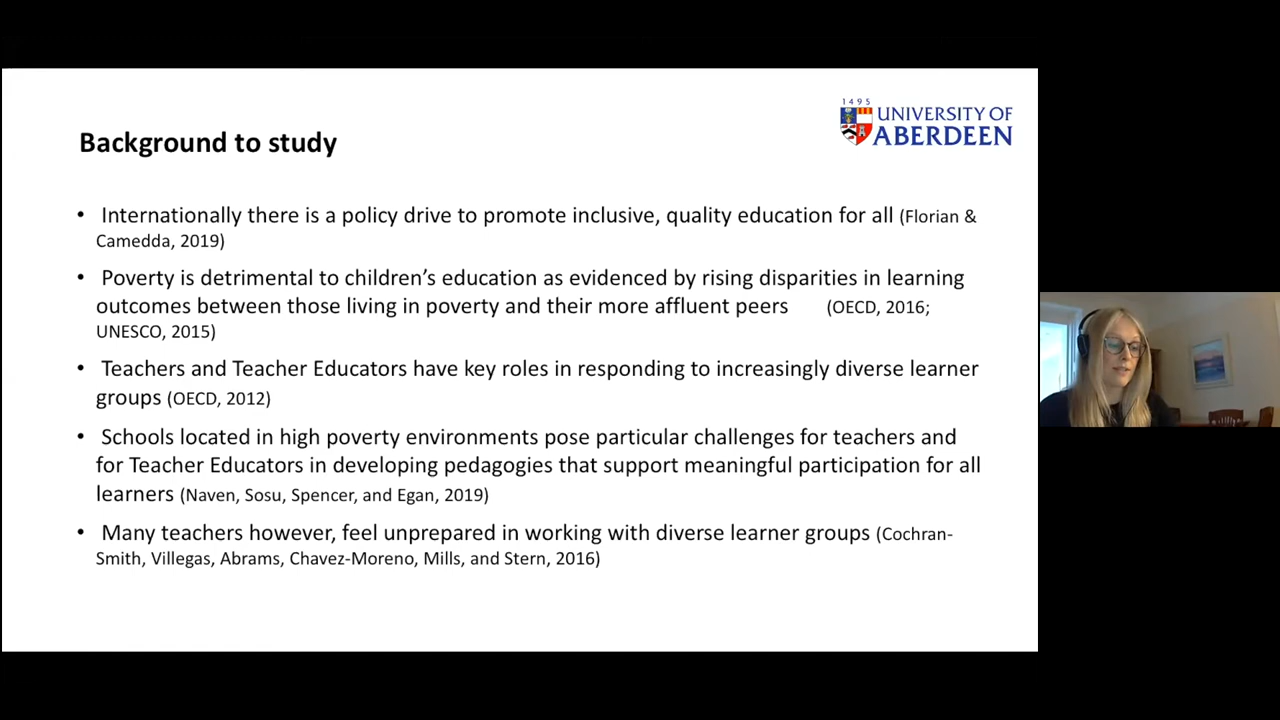 1495
UNIVERSITY OF
ABERDEEN
Background to study
• Internationally there is a policy drive to promote inclusive, quality education for all (Florian &
Camedda, 2019)
• Poverty is detrimental to children’s education as evidenced by rising disparities in learning
outcomes between those living in poverty and their more affluent peers (OECD, 2016;
UNESCO, 2015)
• Teachers and Teacher Educators have key roles in responding to increasingly diverse learner
groups (OECD, 2012)
• Schools located in high poverty environments pose particular challenges for teachers and
for Teacher Educators in developing pedagogies that support meaningful participation for all
learners (Naven, Sosu, Spencer, and Egan, 2019)
• Many teachers however, feel unprepared in working with diverse learner groups (Cochran-
Smith, Villegas, Abrams, Chavez-Moreno, Mills, and Stern, 2016)